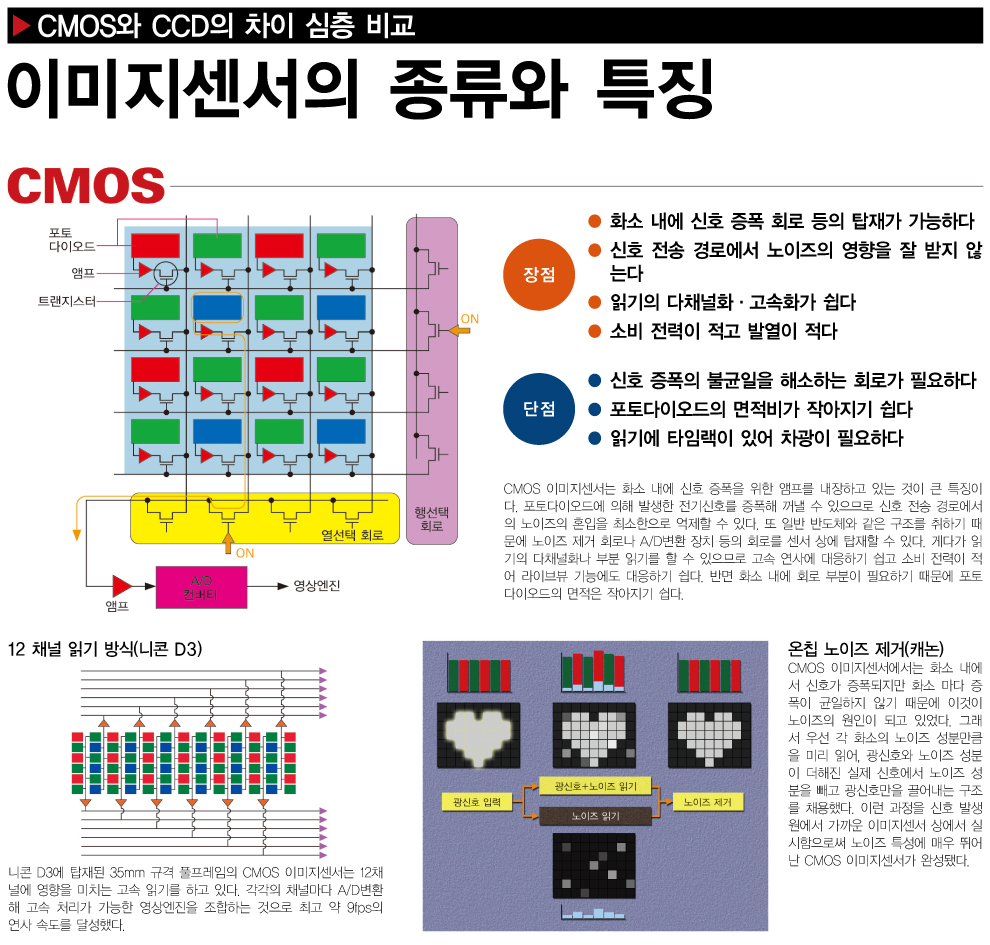 CMOS와 CCD의 차이 심층 비교
이미지센서의 종류와 특징
CMOS
포토
다이오드
앰프
트랜지스터
ON
행선택
회로
열선택 회로
ON
앰프
A/D
컨버터
영상엔진
장점
● 화소 내에 신호 증폭 회로 등의 탑재가 가능하다
● 신호 전송 경로에서 노이즈의 영향을 잘 받지 않
는다
● 읽기의 다채널화 · 고속화가 쉽다
● 소비 전력이 적고 발열이 적다
단점
● 신호 증폭의 불균일을 해소하는 회로가 필요하다
● 포토다이오드의 면적비가 작아지기 쉽다
● 읽기에 타임랙이 있어 차광이 필요하다
CMOS 이미지센서는 화소 내에 신호 증폭을 위한 앰프를 내장하고 있는 것이 큰 특징이
다. 포토다이오드에 의해 발생한 전기신호를 증폭해 꺼낼 수 있으므로 신호 전송 경로에서
의 노이즈의 혼입을 최소한으로 억제할 수 있다. 또 일반 반도체와 같은 구조를 취하기 때
문에 노이즈 제거 회로나 A/D변환 장치 등의 회로를 센서 상에 탑재할 수 있다. 게다가 읽
기의 다채널화나 부분 읽기를 할 수 있으므로 고속 연사에 대응하기 쉽고 소비 전력이 적
어 라이브뷰 기능에도 대응하기 쉽다. 반면 화소 내에 회로 부분이 필요하기 때문에 포토
다이오드의 면적은 작아지기 쉽다.
12 채널 읽기 방식(니콘 D3)
니콘 D3에 탑재된 35mm 규격 풀프레임의 CMOS 이미지센서는 12채
널에 영향을 미치는 고속 읽기를 하고 있다. 각각의 채널마다 A/D변환
해 고속 처리가 가능한 영상엔진을 조합하는 것으로 최고 약 9fps의
연사 속도를 달성했다.
광신호 입력
광신호+노이즈 읽기
노이즈 읽기
노이즈 제거
온칩 노이즈 제거(캐논)
CMOS 이미지센서에서는 화소 내에
서 신호가 증폭되지만 화소 마다 증
폭이 균일하지 않기 때문에 이것이
노이즈의 원인이 되고 있었다. 그래
서 우선 각 화소의 노이즈 성분만큼
을 미리 읽어, 광신호와 노이즈 성분
이 더해진 실제 신호에서 노이즈 성
분을 빼고 광신호만을 끌어내는 구조
를 채용했다. 이런 과정을 신호 발생
원에서 가까운 이미지센서 상에서 실
시함으로써 노이즈 특성에 매우 뛰어
난 CMOS 이미지센서가 완성됐다.